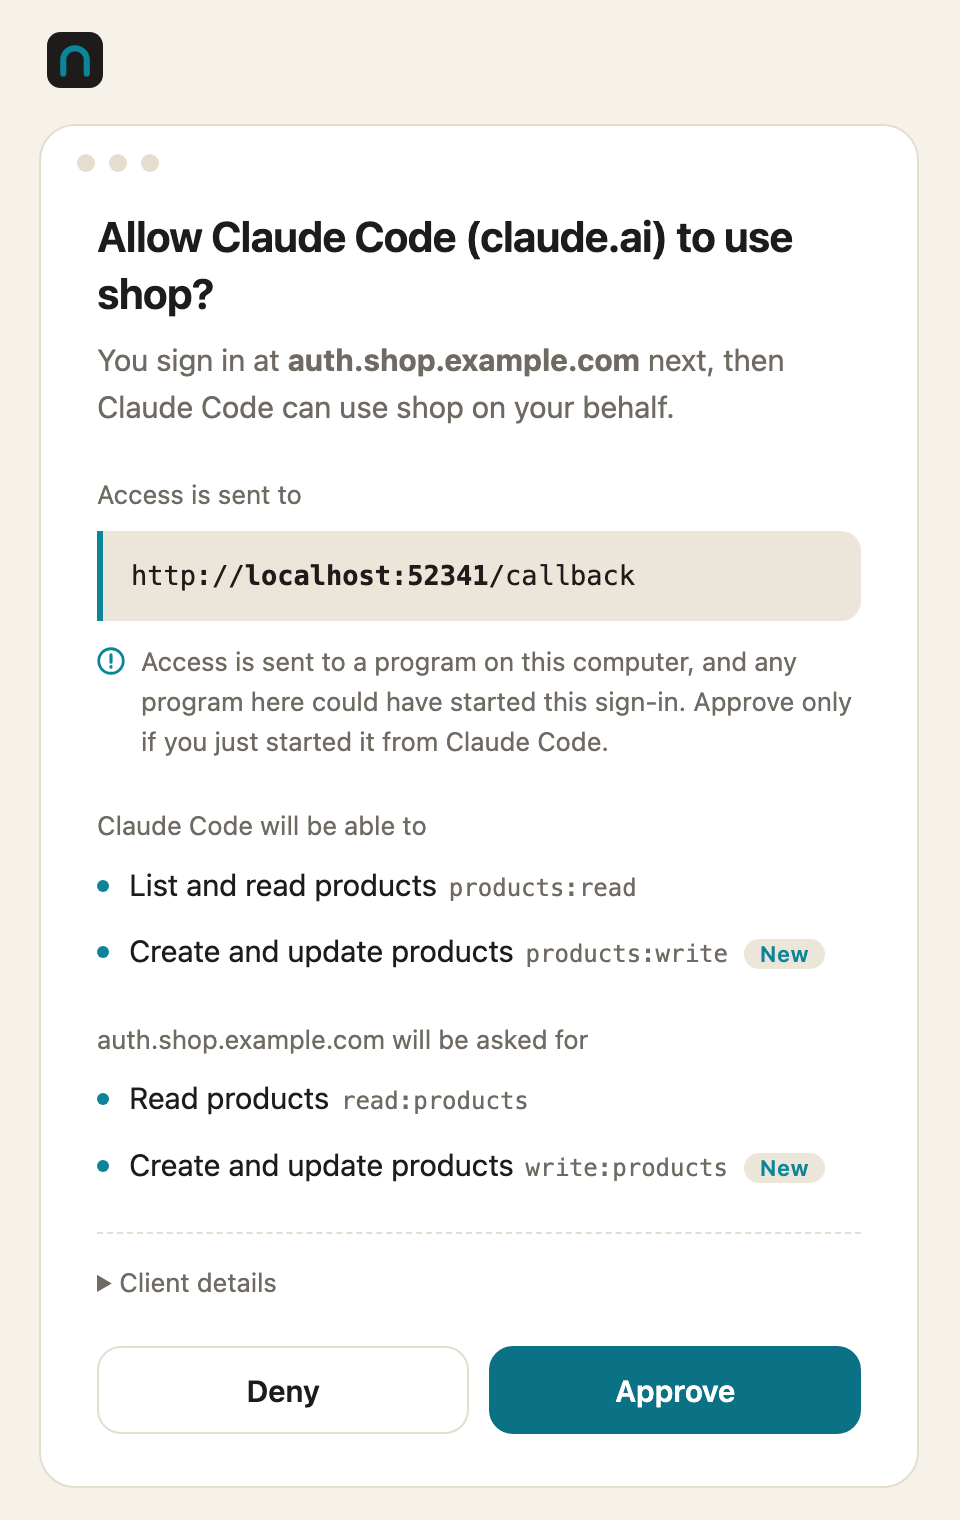 Allow Claude Code (claude.ai) to use
shop?
You sign in at auth.shop.example.com next, then
Claude Code can use shop on your behalf.
Access is sent to
http://localhost:52341/callback
Access is sent to a program on this computer, and any
program here could have started this sign-in. Approve only
if you just started it from Claude Code.
Claude Code will be able to
List and read products products:read
Create and update products products:write New
auth.shop.example.com will be asked for
Read products read:products
Create and update products write:products New
Client details
Deny
Approve